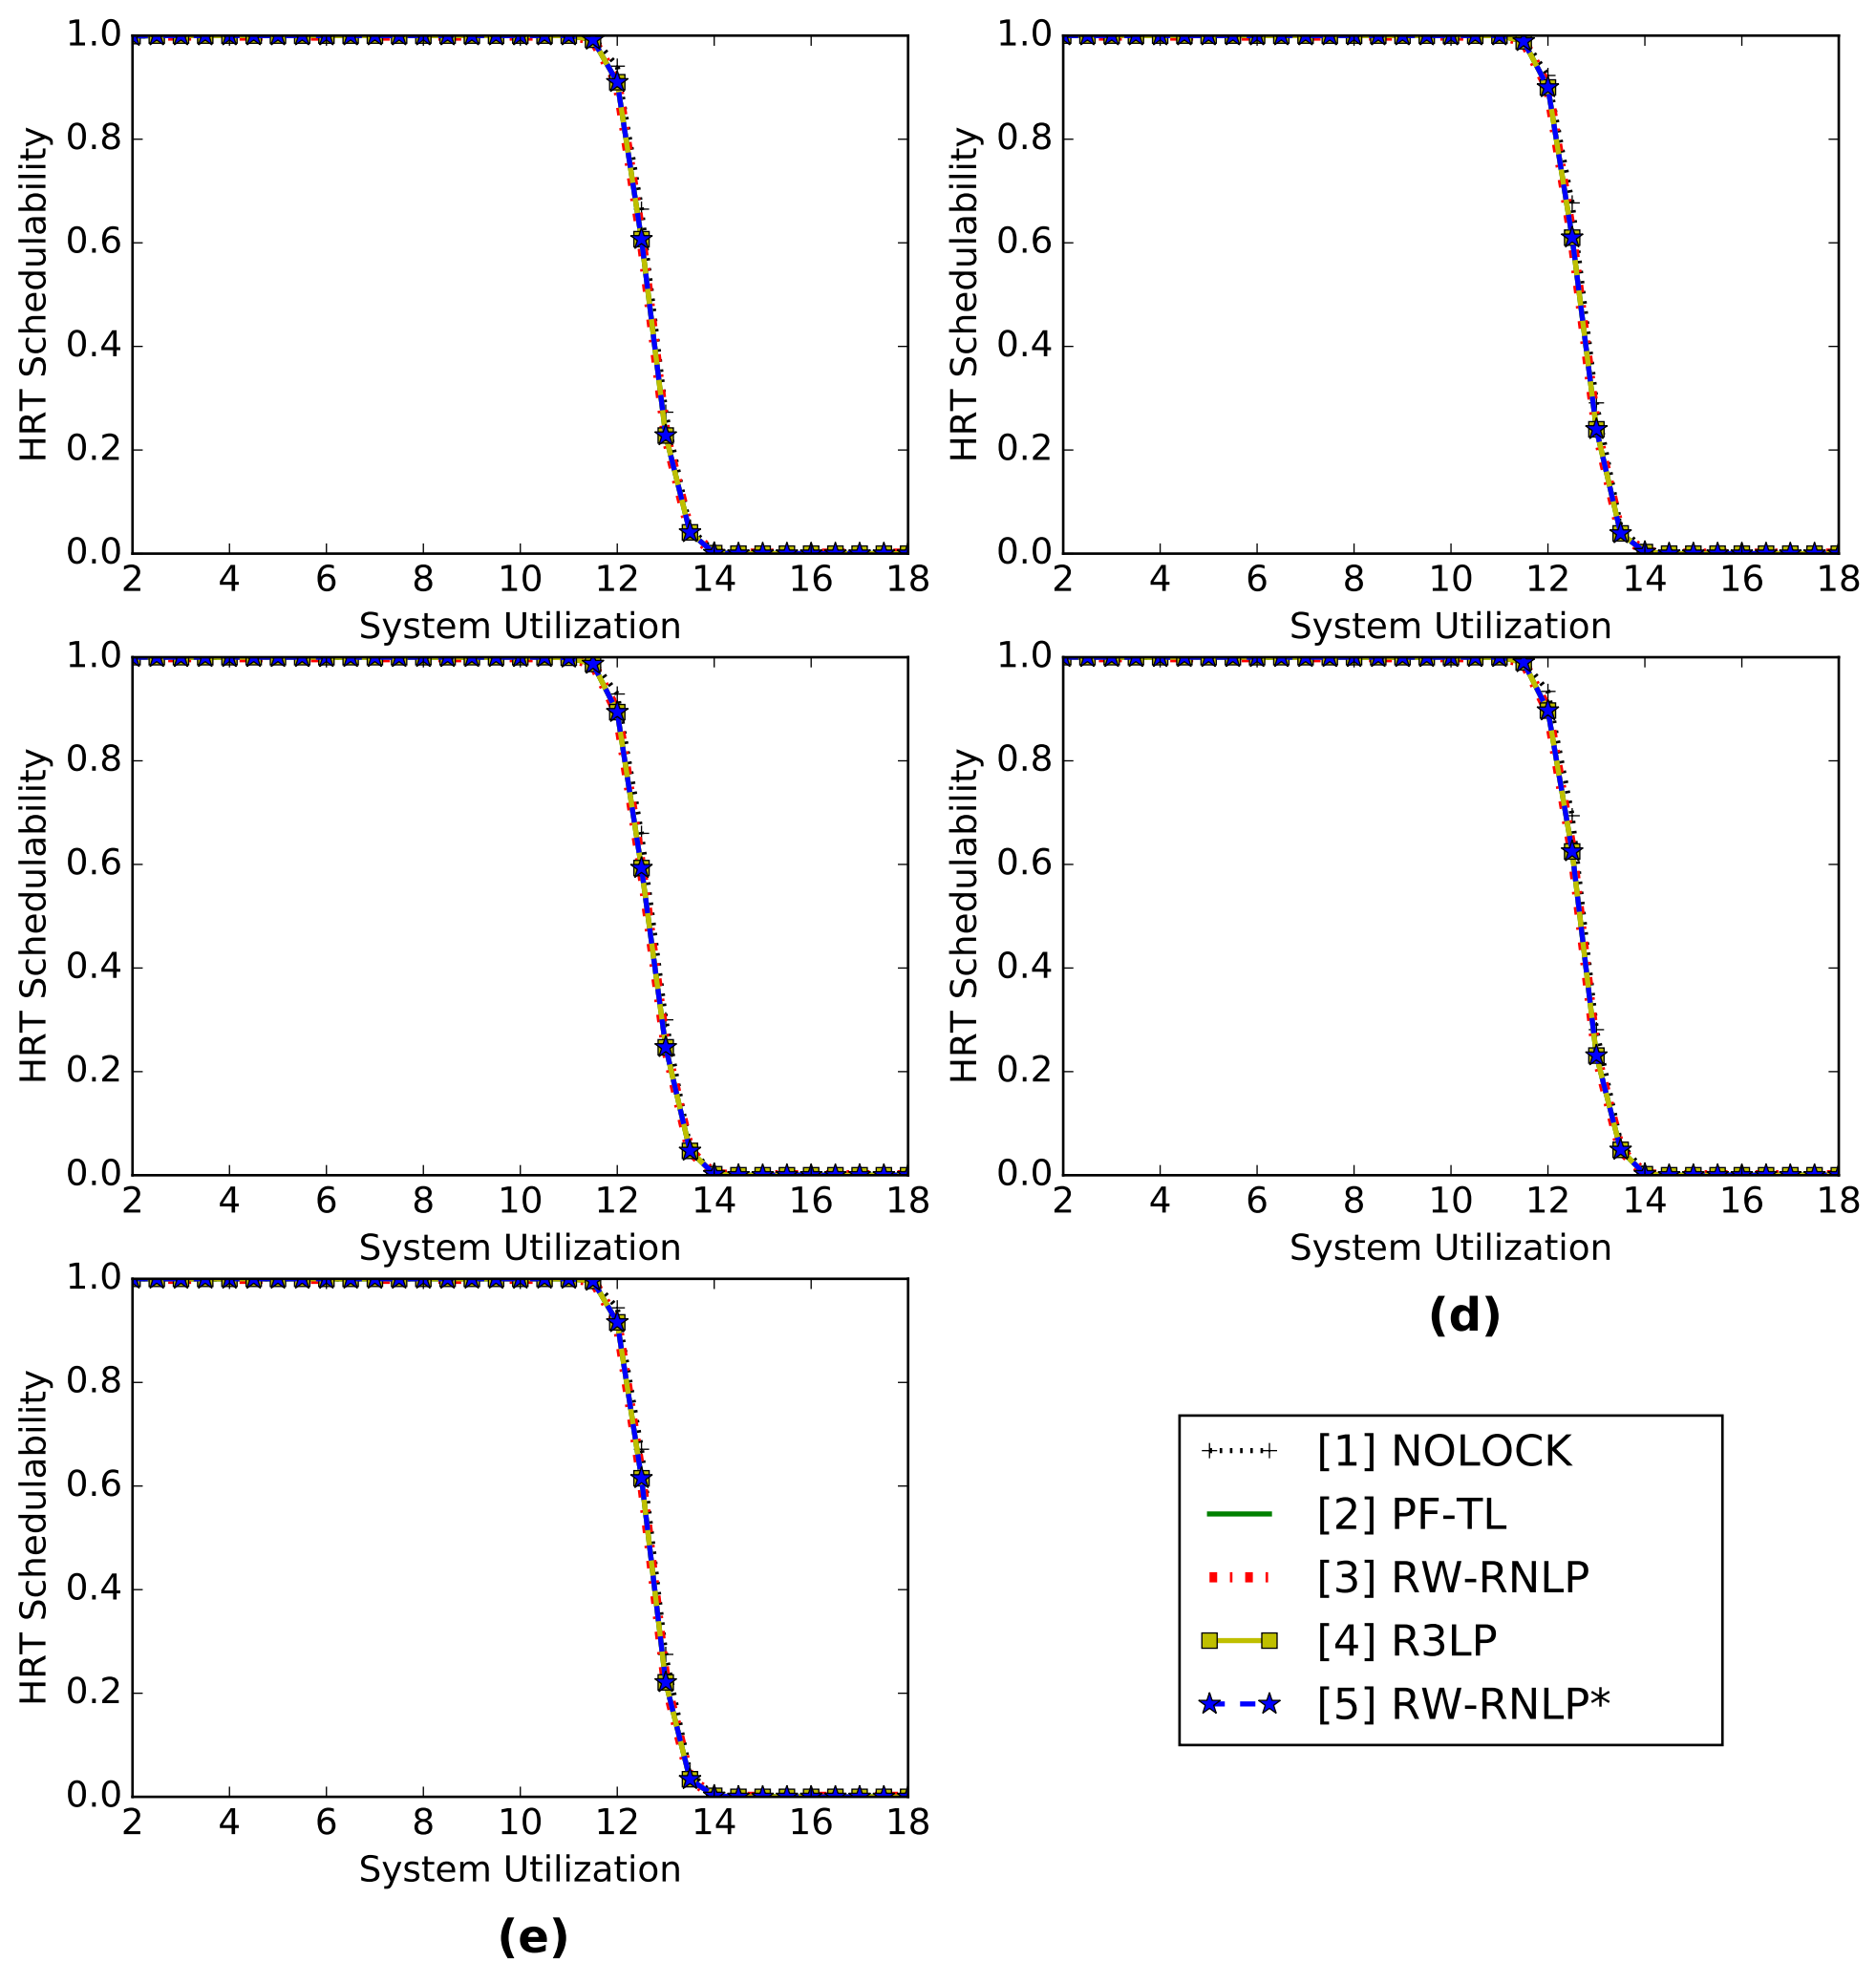 1.0
0.8
0.6
0.4
0.2
0.0
HRT Schedulability
2 4 6 8 10 12 14 16 18
System Utilization
1.0
0.8
0.6
0.4
0.2
0.0
HRT Schedulability
2 4 6 8 10 12 14 16 18
System Utilization
1.0
0.8
0.6
0.4
0.2
0.0
HRT Schedulability
2 4 6 8 10 12 14 16 18
System Utilization
1.0
0.8
0.6
0.4
0.2
0.0
HRT Schedulability
2 4 6 8 10 12 14 16 18
System Utilization
(d)
1.0
0.8
0.6
0.4
0.2
0.0
HRT Schedulability
2 4 6 8 10 12 14 16 18
System Utilization
(e)
[1] NOLOCK
[2] PF-TL
[3] RW-RNLP
[4] R3LP
[5] RW-RNLP*